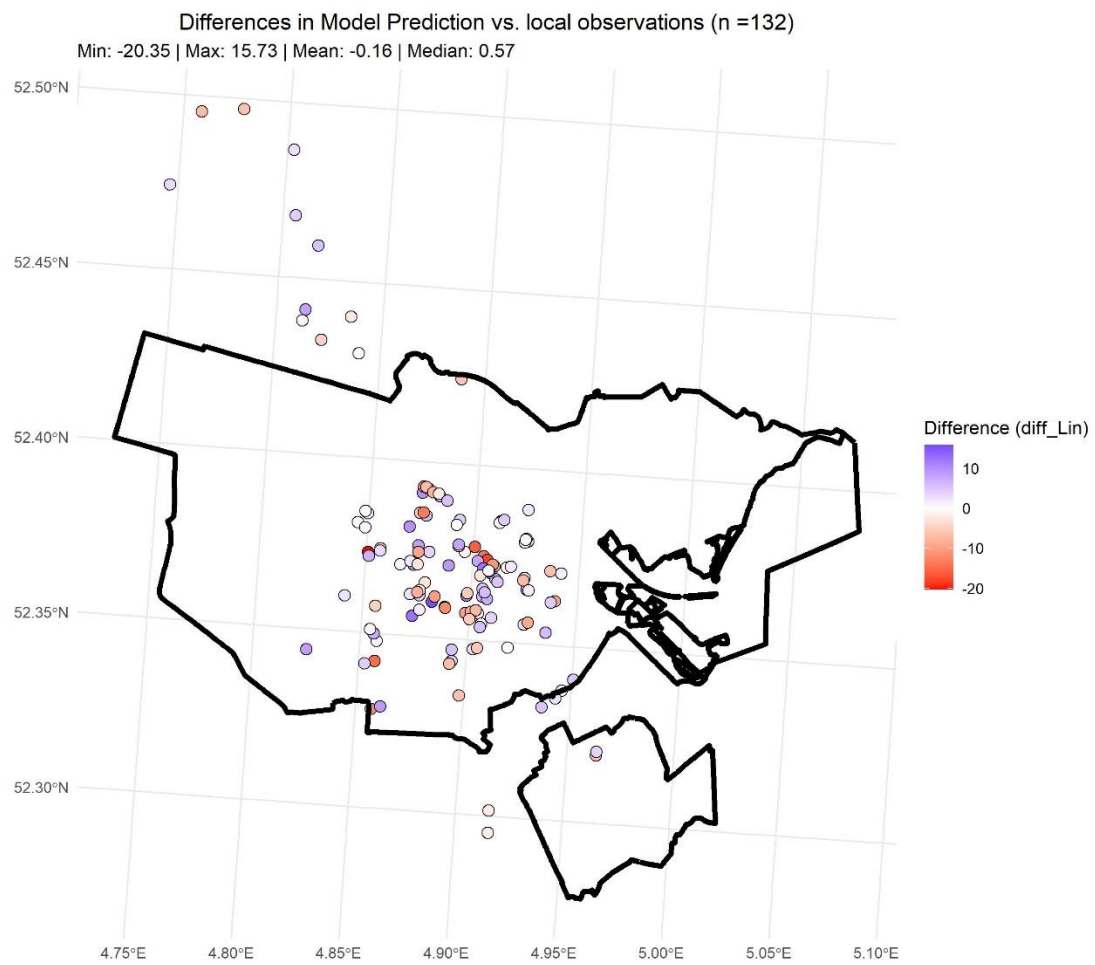 Differences in Model Prediction vs. local observations (n =132)
Min: -20.35 | Max: 15.73 | Mean: -0.16 | Median: 0.57
52.50°N
52.45°N
52.40°N
52.35°N
52.30°N
4.75°E 4.80°E 4.85°E 4.90°E 4.95°E 5.00°E 5.05°E 5.10°E
Difference (diff_Lin)
10
0
-10
-20